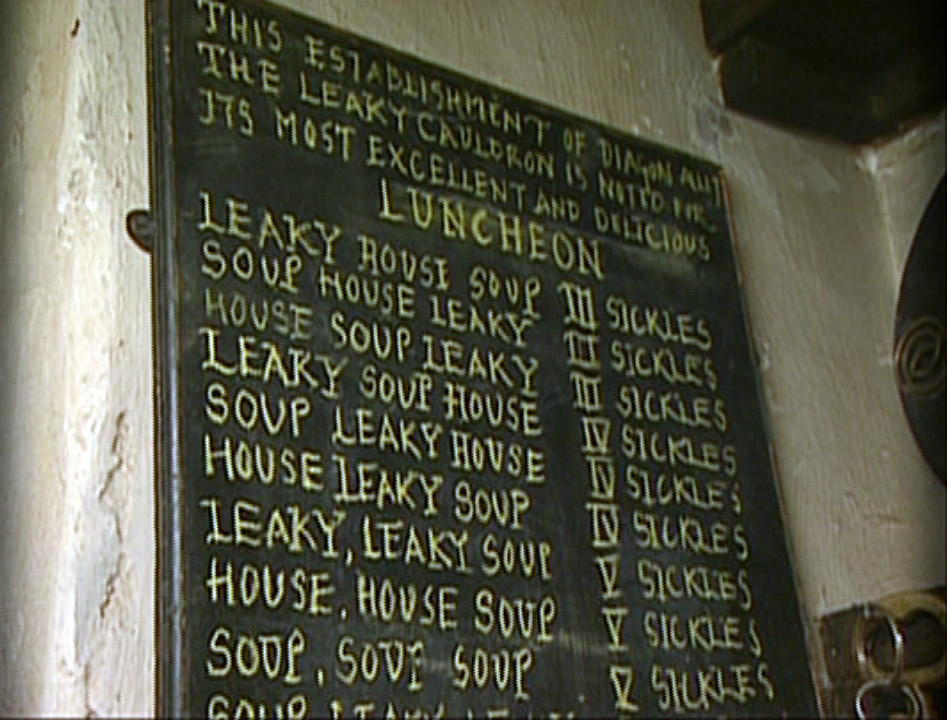 THIS ESTABLISHMENT OF DIAGON ALLEY
THE LEAKY CAULDRON IS NOTED FOR
ITS MOST EXCELLENT AND DELICIOUS
LUNCHEON
LEAKY HOUSE SOUP III SICKLES
SOUP HOUSE LEAKY III SICKLES
HOUSE SOUP LEAKY III SICKLES
LEAKY SOUP HOUSE IV SICKLES
SOUP LEAKY HOUSE IV SICKLES
HOUSE LEAKY SOUP IV SICKLES
LEAKY, LEAKY SOUP V SICKLES
HOUSE, HOUSE SOUP V SICKLES
SOUP, SOUP SOUP V SICKLES
SOUP LEAKY